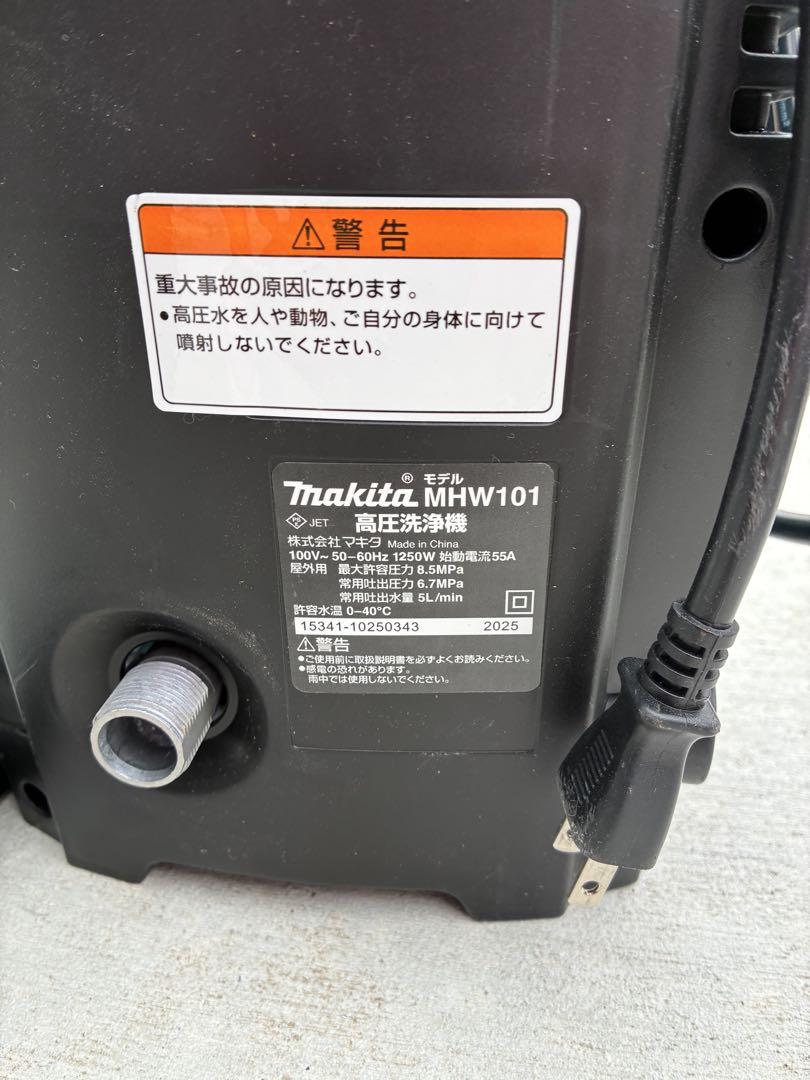 ⚠警告
重大事故の原因になります。
●高圧水を人や動物、ご自分の身体に向けて
噴射しないでください。
makita® モデル MHW101
PSE JET 高圧洗浄機
株式会社マキタ Made in China
100V~50-60Hz 1250W 始動電流55A
屋外用 最大許容圧力 8.5MPa
常用吐出圧力 6.7MPa
常用吐出水量 5L/min
許容水温 0-40°C
15341-10250343 2025
⚠警告
●ご使用前に取扱説明書を必ずよくお読みください。
●感電の恐れがあります。
雨中では使用しないでください。